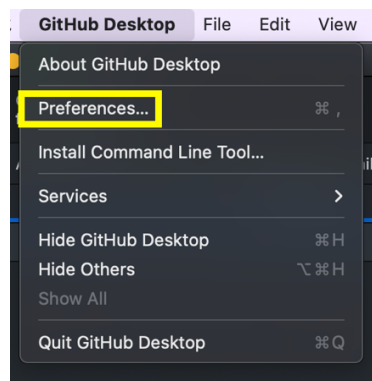 GitHub Desktop File Edit View
About GitHub Desktop
Preferences... ⌘ ,
Install Command Line Tool...
Services
Hide GitHub Desktop ⌘H
Hide Others ⌥⌘H
Show All
Quit GitHub Desktop ⌘Q